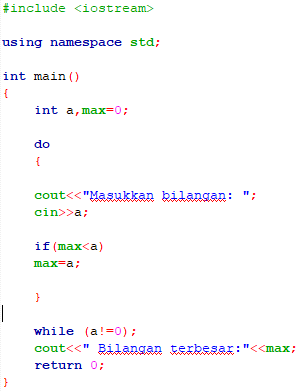 #include <iostream>
using namespace std;
int main()
{
int a,max=0;
do
{
cout<<"Masukkan bilangan: ";
cin>>a;
if(max<a)
max=a;
}
while (a!=0);
cout<<" Bilangan terbesar:"<<max;
return 0;
}